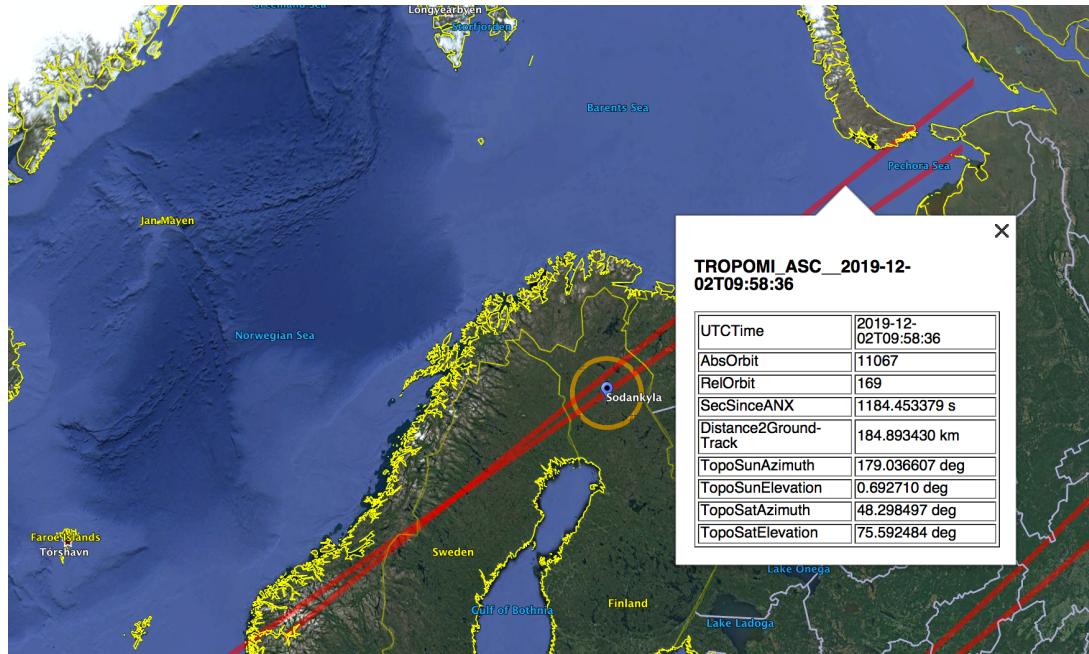 Greenland Sea
Longyearbyen
Storfjorden
Barents Sea
Pechora Sea
Jan Mayen
Norwegian Sea
Sodankyla
Faroe Islands
Tórshavn
Sweden
Gulf of Bothnia
Finland
Lake Onega
Lake Ladoga
TROPOMI_ASC__2019-12-
02T09:58:36
UTCTime 2019-12-
02T09:58:36
AbsOrbit 11067
RelOrbit 169
SecSinceANX 1184.453379 s
Distance2Ground-
Track 184.893430 km
TopoSunAzimuth 179.036607 deg
TopoSunElevation 0.692710 deg
TopoSatAzimuth 48.298497 deg
TopoSatElevation 75.592484 deg